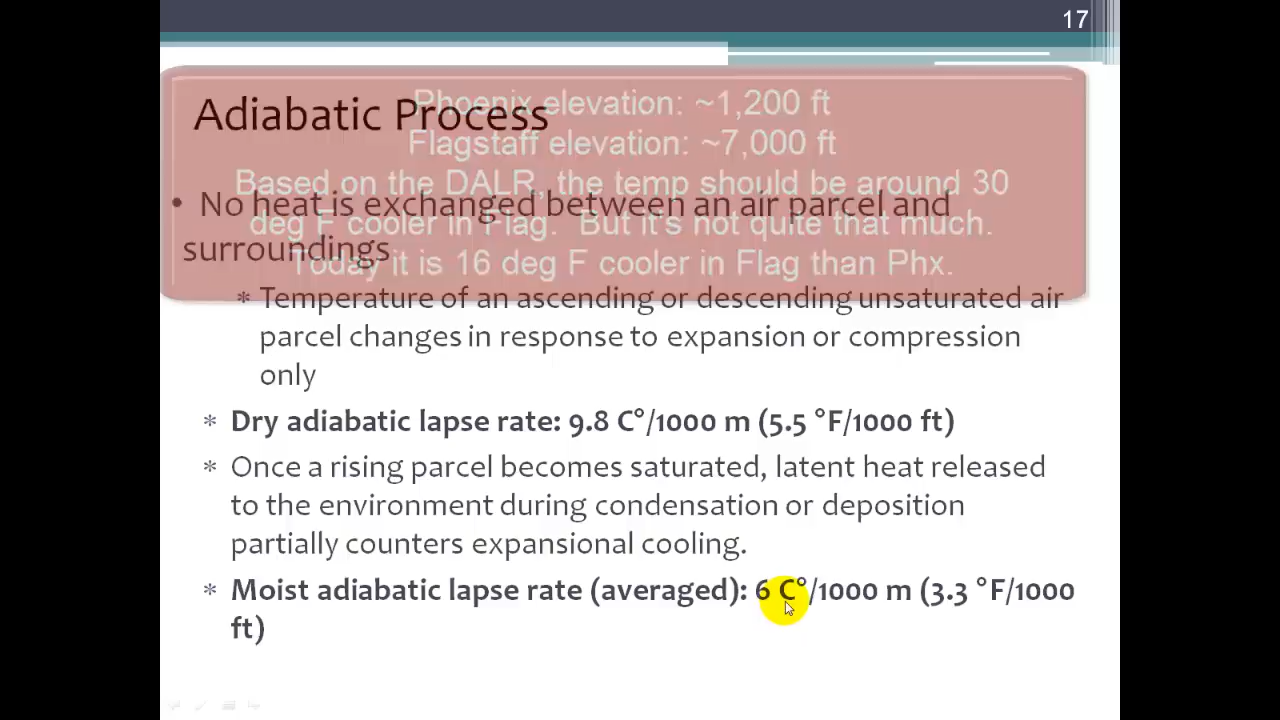 17
Adiabatic Process
Phoenix elevation: ~1,200 ft
Flagstaff elevation: ~7,000 ft
Based on the DALR, the temp should be around 30
deg F cooler in Flag. But it's not quite that much.
Today it is 16 deg F cooler in Flag than Phx.
• No heat is exchanged between an air parcel and
surroundings
* Temperature of an ascending or descending unsaturated air
parcel changes in response to expansion or compression
only
* Dry adiabatic lapse rate: 9.8 C°/1000 m (5.5 °F/1000 ft)
* Once a rising parcel becomes saturated, latent heat released
to the environment during condensation or deposition
partially counters expansional cooling.
* Moist adiabatic lapse rate (averaged): 6 C°/1000 m (3.3 °F/1000
ft)